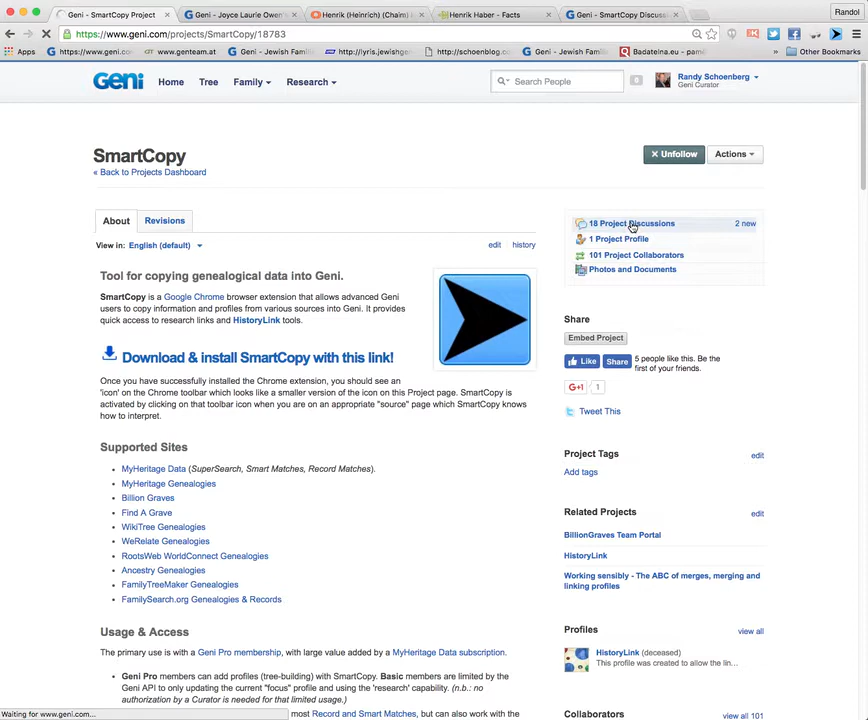 Geni - SmartCopy Project
Geni - Joyce Laurie Owen
Henrik (Heinrich) (Chaim) H
Henrik Haber - Facts
Geni - SmartCopy Discuss
Randol
https://www.geni.com/projects/SmartCopy/18783
Apps
https://www.geni.com
www.genteam.at
Geni - Jewish Famili
http://lyris.jewishge
http://schoenblog.c
Geni - Jewish Famili
Badatelna.eu - pam
Other Bookmarks
Geni
Home
Tree
Family
Research
Search People
0
Randy Schoenberg
Geni Curator
SmartCopy
« Back to Projects Dashboard
Unfollow
Actions
About
Revisions
View in: English (default)
edit
history
18 Project Discussions
2 new
1 Project Profile
101 Project Collaborators
Photos and Documents
Tool for copying genealogical data into Geni.
SmartCopy is a Google Chrome browser extension that allows advanced Geni
users to copy information and profiles from various sources into Geni. It provides
quick access to research links and HistoryLink tools.
Download & install SmartCopy with this link!
Once you have successfully installed the Chrome extension, you should see an
'icon' on the Chrome toolbar which looks like a smaller version of the icon on this Project page. SmartCopy is
activated by clicking on that toolbar icon when you are on an appropriate "source" page which SmartCopy knows
how to interpret.
Supported Sites
MyHeritage Data (SuperSearch, Smart Matches, Record Matches).
MyHeritage Genealogies
Billion Graves
Find A Grave
WikiTree Genealogies
WeRelate Genealogies
RootsWeb WorldConnect Genealogies
Ancestry Genealogies
FamilyTreeMaker Genealogies
FamilySearch.org Genealogies & Records
Usage & Access
The primary use is with a Geni Pro membership, with large value added by a MyHeritage Data subscription.
Geni Pro members can add profiles (tree-building) with SmartCopy. Basic members are limited by the
Geni API to only updating the current "focus" profile and using the 'research' capability. (n.b.: no
authorization by a Curator is needed for that limited usage.)
most Record and Smart Matches, but can also work with the
Share
Embed Project
Like
Share
5 people like this. Be the
first of your friends.
G+1
1
Tweet This
Project Tags
edit
Add tags
Related Projects
edit
BillionGraves Team Portal
HistoryLink
Working sensibly - The ABC of merges, merging and
linking profiles
Profiles
view all
HistoryLink (deceased)
This profile was created to allow the lin...
Collaborators
view all 101
Waiting for www.geni.com...